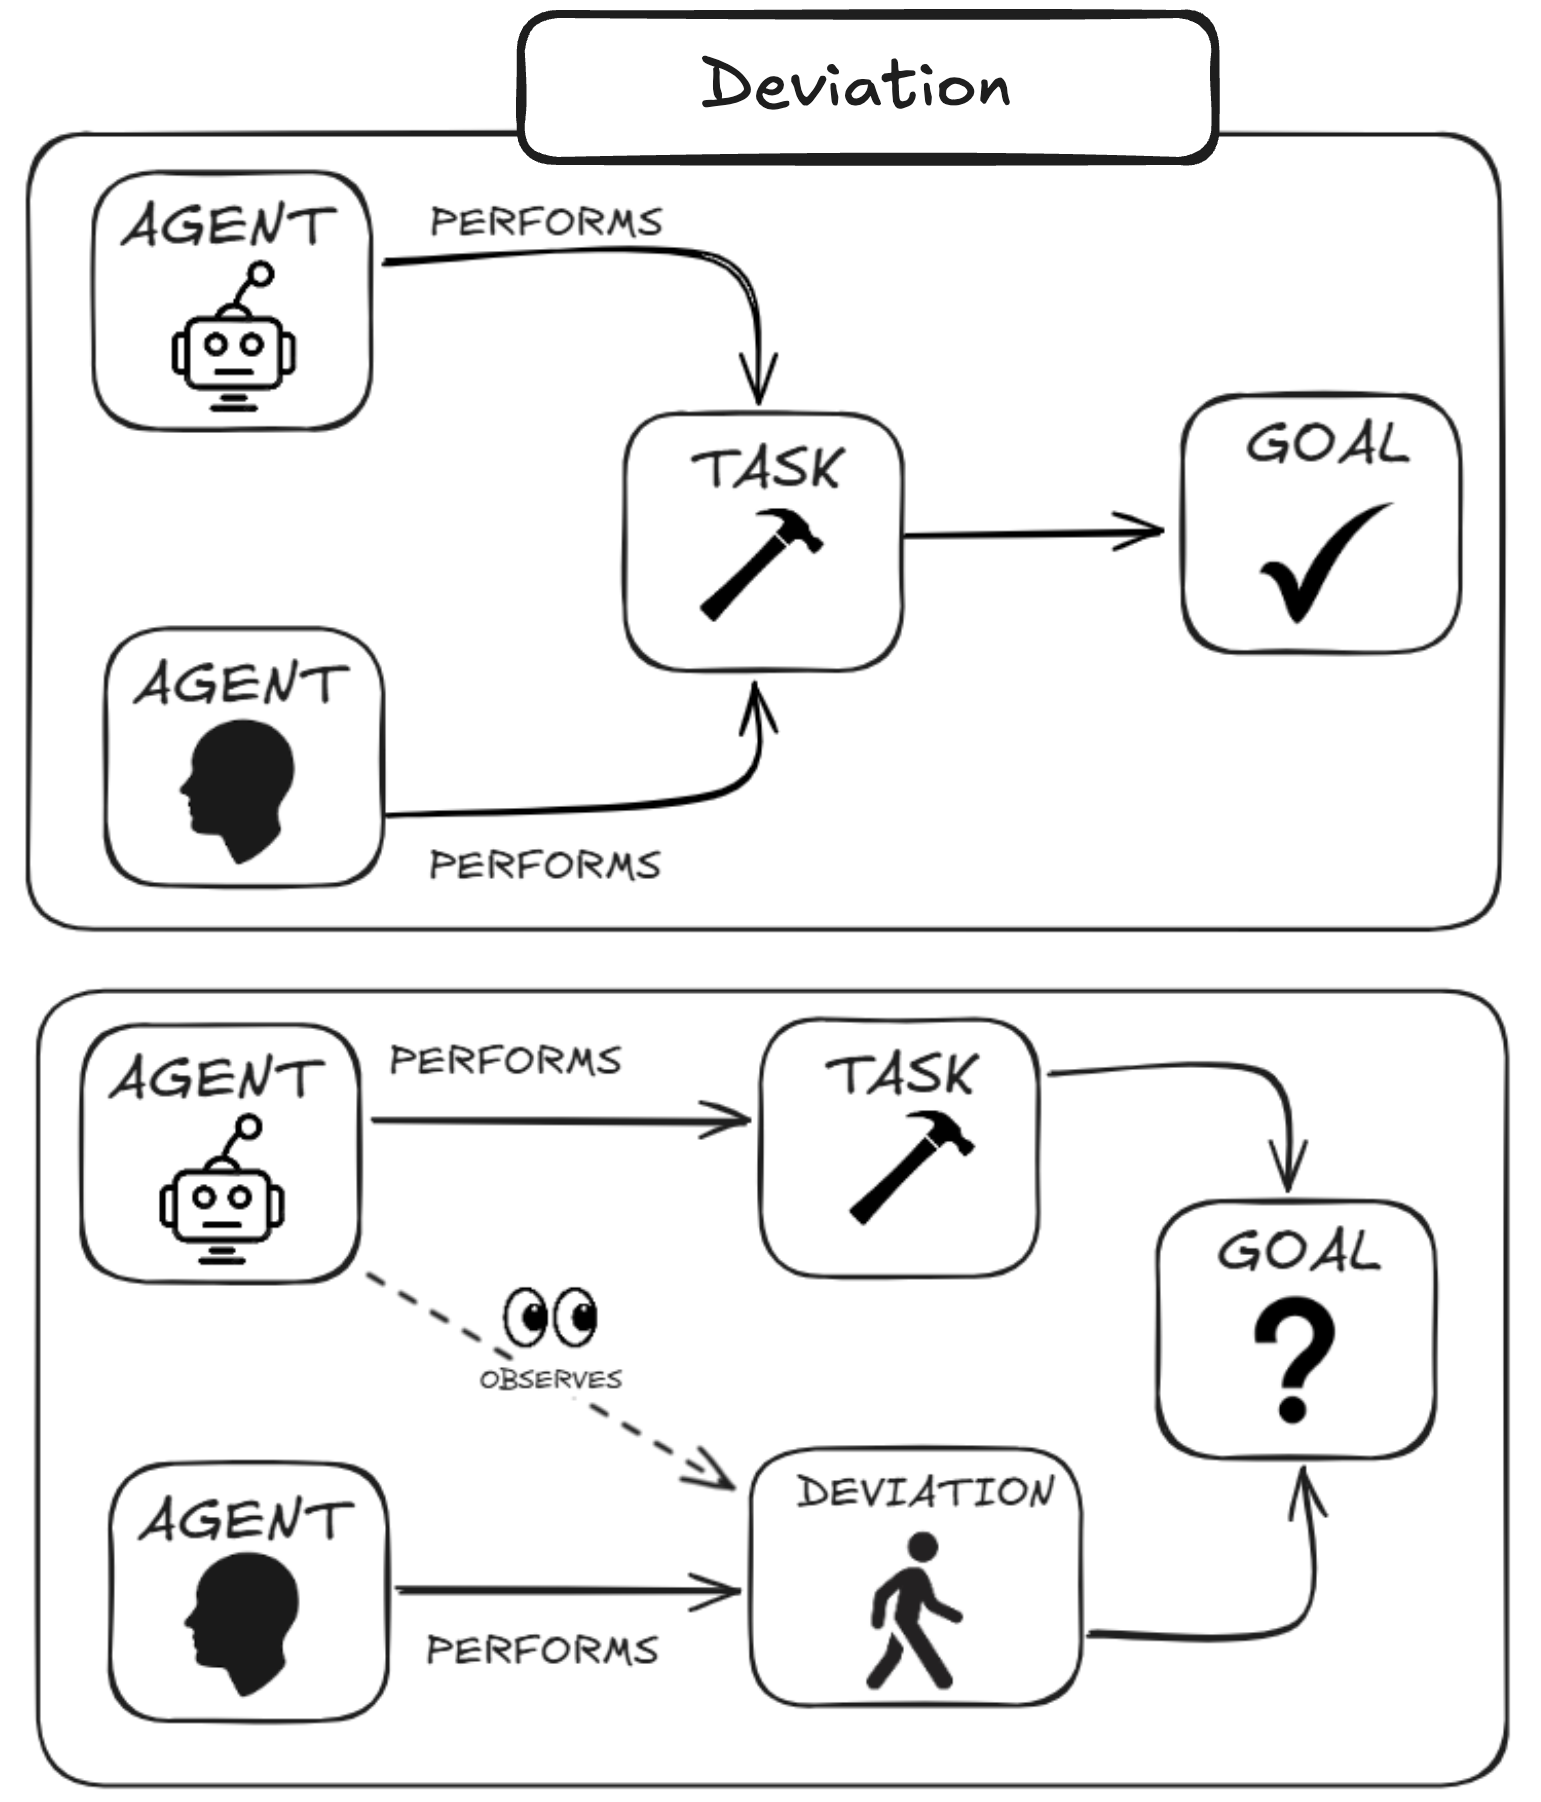 Deviation
AGENT
PERFORMS
TASK
GOAL
AGENT
PERFORMS
AGENT
PERFORMS
TASK
GOAL
OBSERVES
DEVIATION
AGENT
PERFORMS